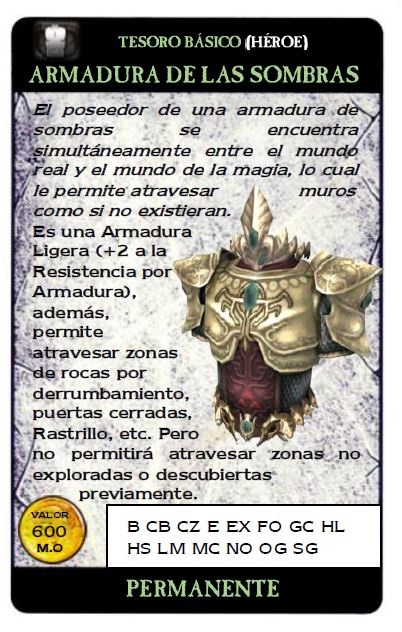 TESORO BÁSICO (HÉROE)
ARMADURA DE LAS SOMBRAS
El poseedor de una armadura de
sombras se encuentra
simultáneamente entre el mundo
real y el mundo de la magia, lo cual
le permite atravesar muros
como si no existieran.
Es una Armadura
Ligera (+2 a la
Resistencia por
Armadura),
además,
permite
atravesar zonas
de rocas por
derrumbamiento,
puertas cerradas,
Rastrillo, etc. Pero
no permitirá atravesar zonas no
exploradas o descubiertas
previamente.
VALOR
600
M.O
B CB CZ E EX FO GC HL
HS LM MC NO OG SG
PERMANENTE